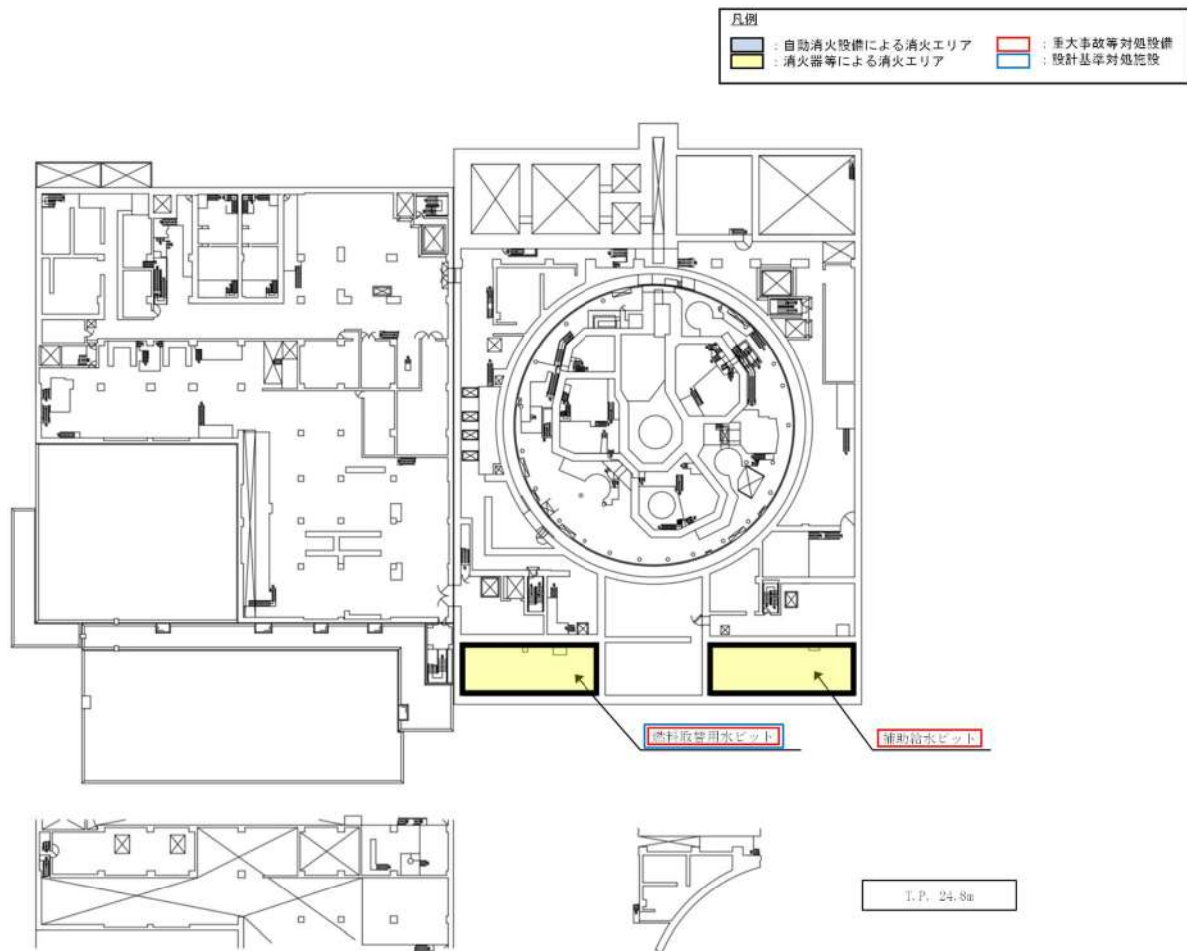 凡例
：自動消火設備による消火エリア
：重大事故等対処設備
：消火器等による消火エリア
：設計基準対処施設
燃料取替用水ピット
補助給水ピット
T.P. 24.8m